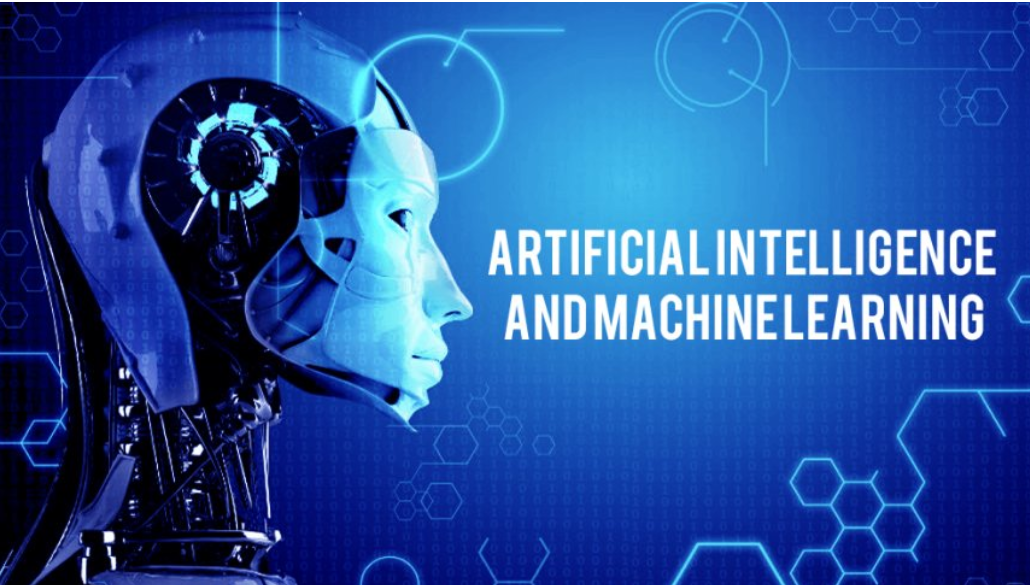 ARTIFICIAL INTELLIGENCE
AND MACHINE LEARNING